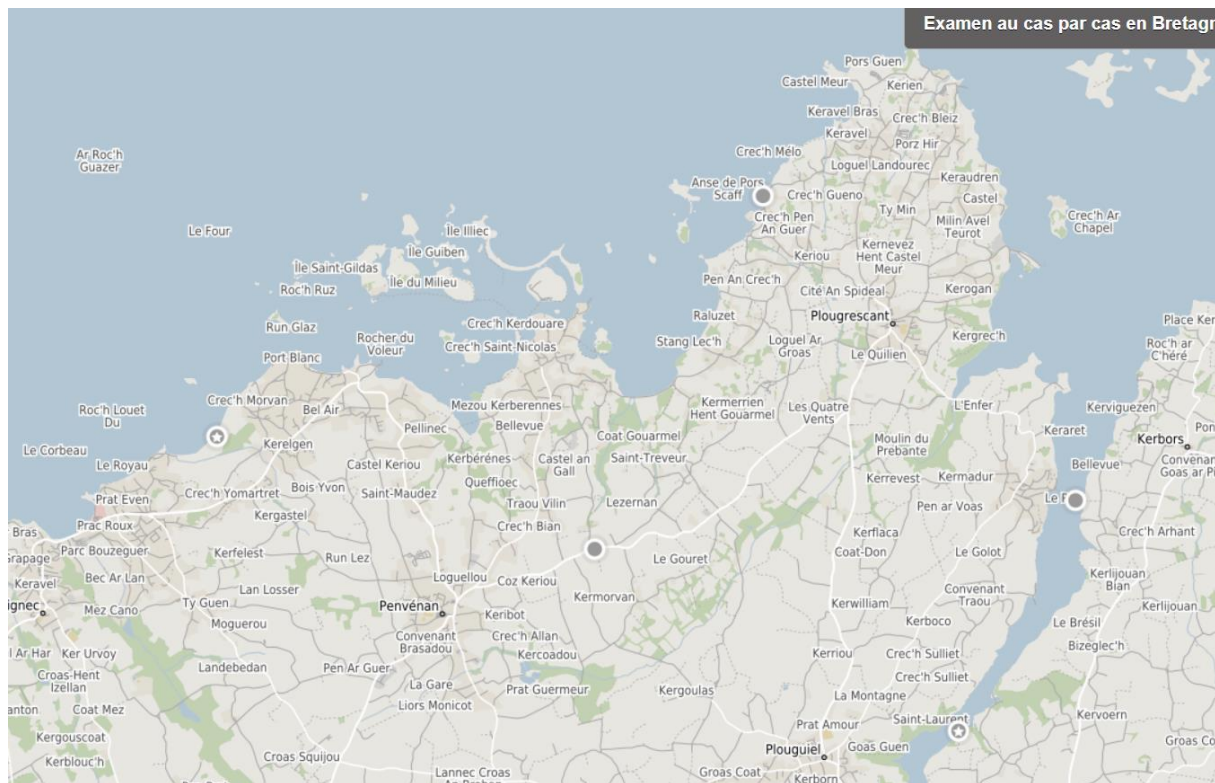 Examen au cas par cas en Bretagn
Pors Guen
Castel Meur
Kerien
Keravel Bras
Crec'h Bleiz
Keravel
Porz Hir
Ar Roc'h
Guazer
Crec'h Mélo
Loguel Landourec
Keraudren
Anse de Pors
Scaff
Crec'h Gueno
Castel
Ty Min
Crec'h Pen
An Guer
Milin Avel
Teurot
Crec'h Ar
Chapel
Le Four
Île Illiec
Île Guiben
Kernevez
Hent Castel
Meur
Keriou
Île Saint-Gildas
Île du Milieu
Roc'h Ruz
Pen An Crec'h
Cité An Spideal
Kerogan
Run Glaz
Crec'h Kerdouare
Raluzet
Plougrescant
Place Ker
Rocher du
Voleur
Crec'h Saint-Nicolas
Stang Lec'h
Loguel Ar
Groas
Kergrec'h
Roc'h ar
C'héré
Port Blanc
Le Quilien
Crec'h Morvan
Roc'h Louet
Du
Bel Air
Mezou Kerberennes
Kermerrien
Hent Gouarmel
Les Quatre
Vents
L'Enfer
Kerviguezen
Pellinec
Bellevue
Coat Gouarmel
Keraret
Pon
Kerelgen
Moulin du
Prebante
Kerbors
Le Corbeau
Le Royau
Castel Keriou
Kerbérénes
Castel an
Gall
Saint-Treveur
Bellevue
Convenan
Goas ar Pi
Prat Even
Crec'h Yomartret
Bois Yvon
Saint-Maudez
Queffioec
Kerrevest
Kermadur
Traou Vilin
Lezernan
Pen ar Voas
Kergastel
Prac Roux
Crec'h Bian
Bras
Kerflaca
Crec'h Arhant
Parc Bouzeguer
Kerfelest
Run Lez
Le Gouret
Coat-Don
Le Golot
Grapage
Keravel
Bec Ar Lan
Lan Losser
Loguellou
Coz Keriou
Kerlijouan
Bian
ignec
Mez Cano
Ty Guen
Penvénan
Keribot
Kermorvan
Kerwilliam
Convenant
Traou
Kerlijouan
Moguerou
Kerboco
Le Brésil
Convenant
Brasadou
Crec'h Allan
Kercoadou
Bizeglec'h
l Ar Har
Ker Urvoy
Landebedan
Pen Ar Guer
Kerriou
Crec'h Sulliet
Croas-Hent
Izellan
La Gare
Prat Guermeur
Kergoulas
Crec'h Sulliet
La Montagne
anton
Coat Mez
Liors Monicot
Kervoern
Prat Amour
Saint-Laurent
Kergouscoat
Croas Squijou
Plouguiel
Goas Guen
Groas Co
Kerblouc'h
Lannec Croas
Groas Coat
Kerborn